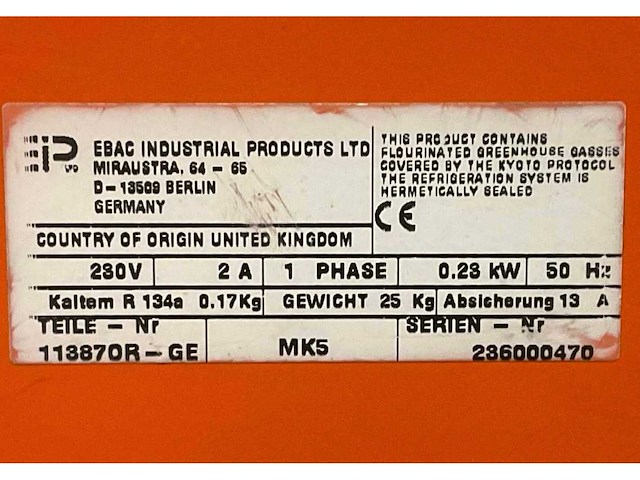 IP
EBAC INDUSTRIAL PRODUCTS LTD
MIRAUSTRA. 64 - 65
D-13509 BERLIN
GERMANY
THIS PRODUCT CONTAINS
FLOURINATED GREENHOUSE GASSES
COVERED BY THE KYOTO PROTOCOL
THE REFRIGERATION SYSTEM IS
HERMETICALLY SEALED
CE
COUNTRY OF ORIGIN UNITED KINGDOM
230V 2 A 1 PHASE 0.23 kW 50 Hz
Kaltem R 134a 0,17Kg GEWICHT 25 Kg Absicherung 13 A
TEILE - Nr SERIEN - Nr
113870R-GE MK5 236000470